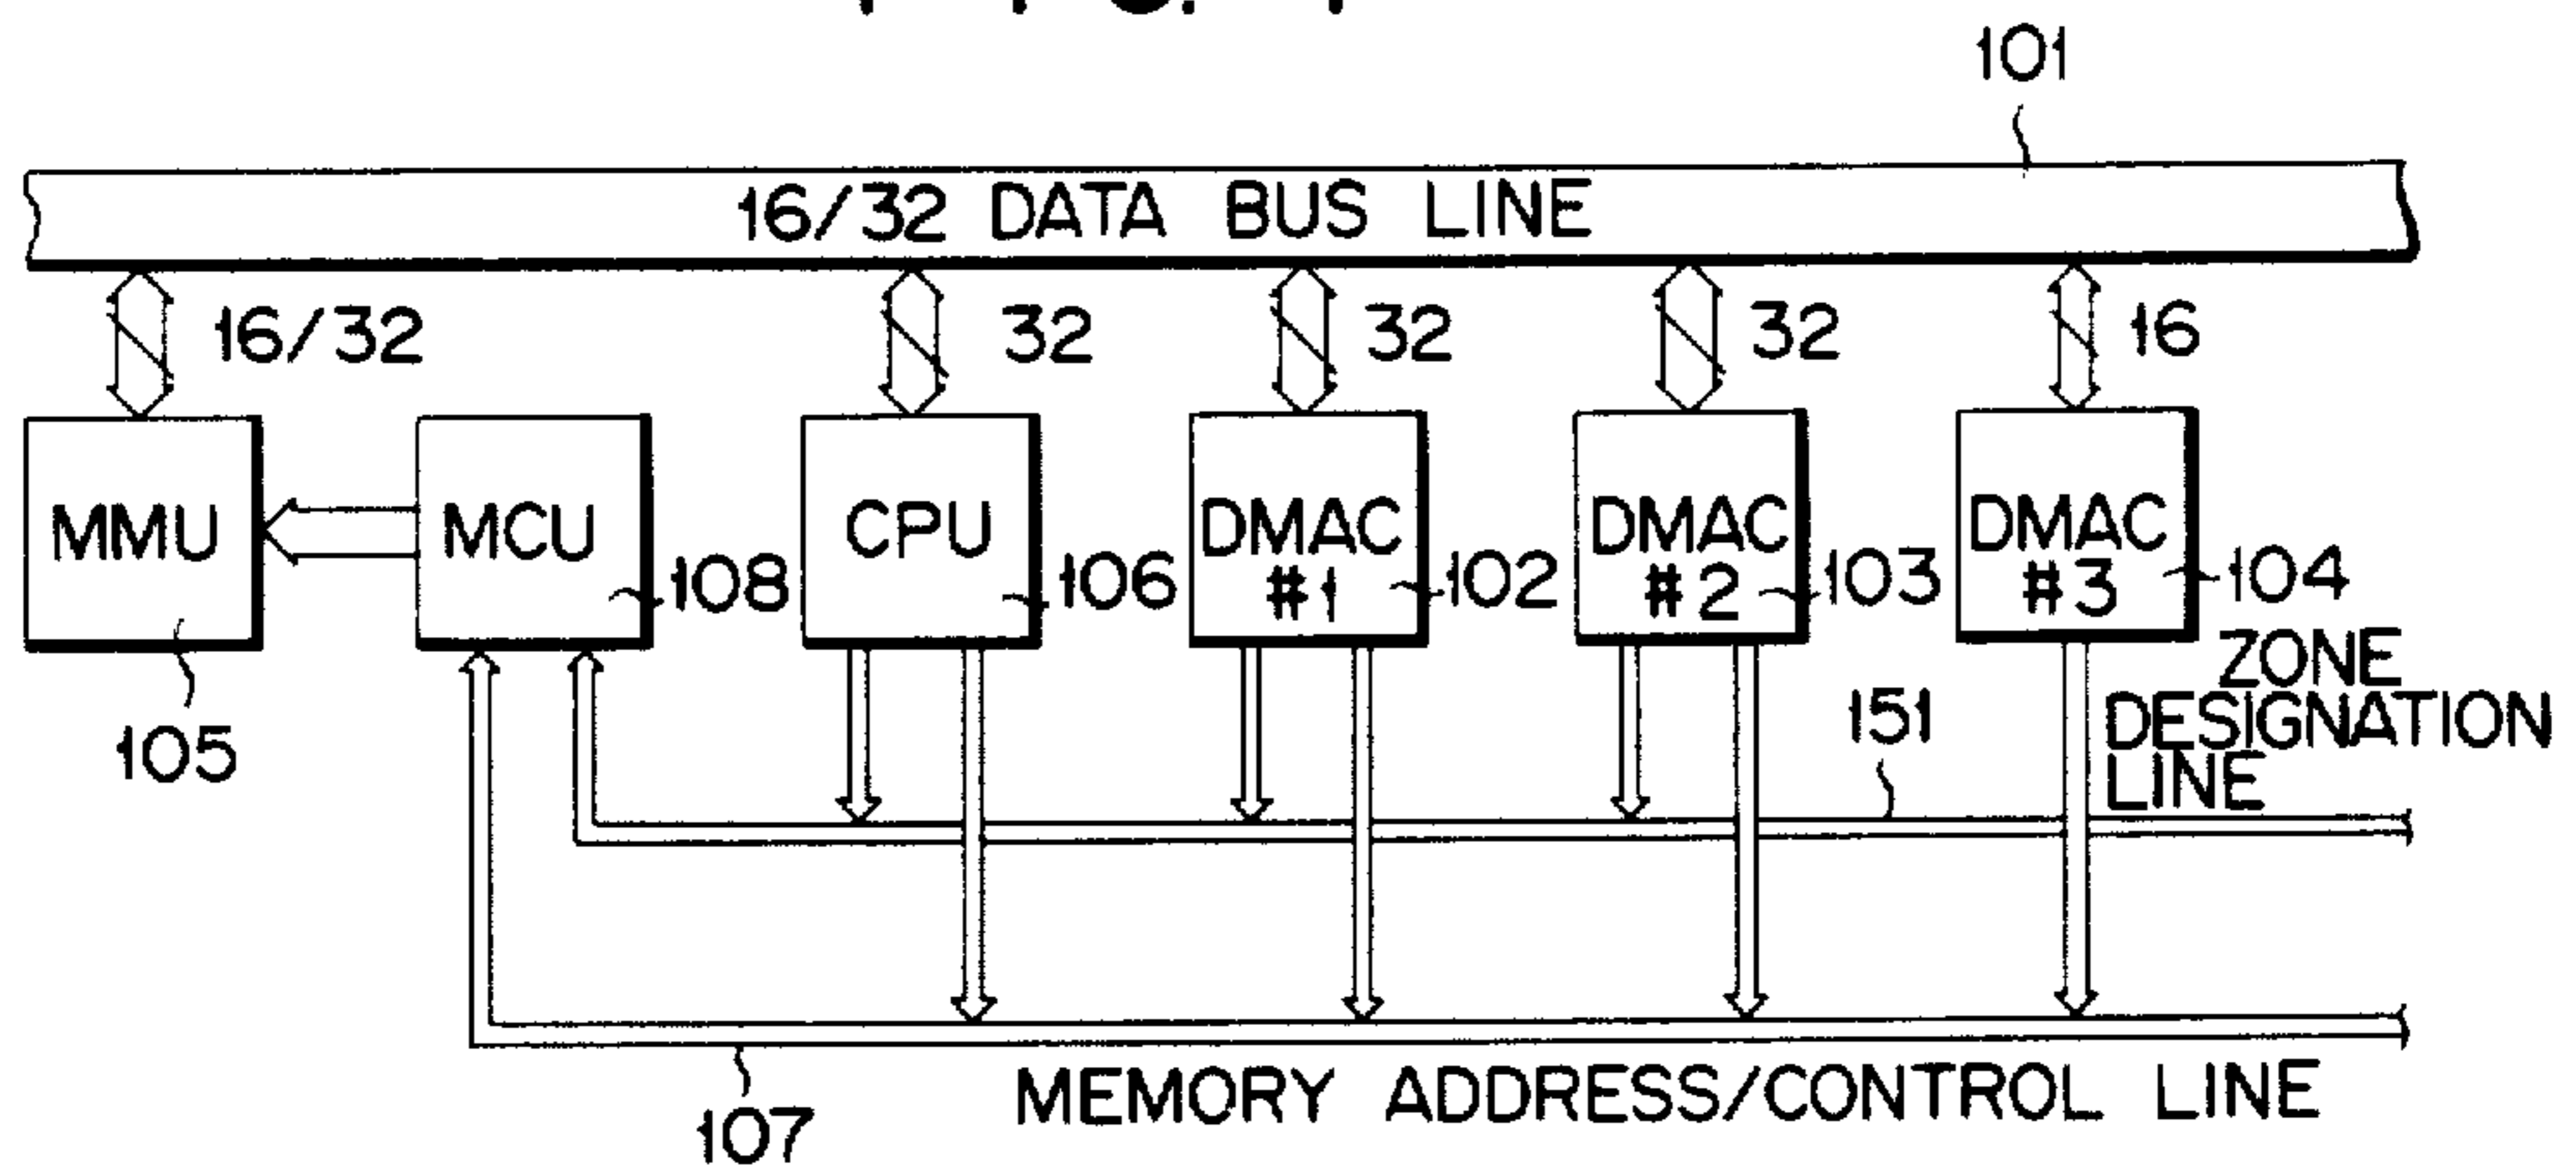 101
16/32 DATA BUS LINE
16/32
32
32
32
16
MMU
MCU
CPU
DMAC
#1
DMAC
#2
DMAC
#3
108
106
102
103
104
105
151
ZONE
DESIGNATION
LINE
107
MEMORY ADDRESS/CONTROL LINE